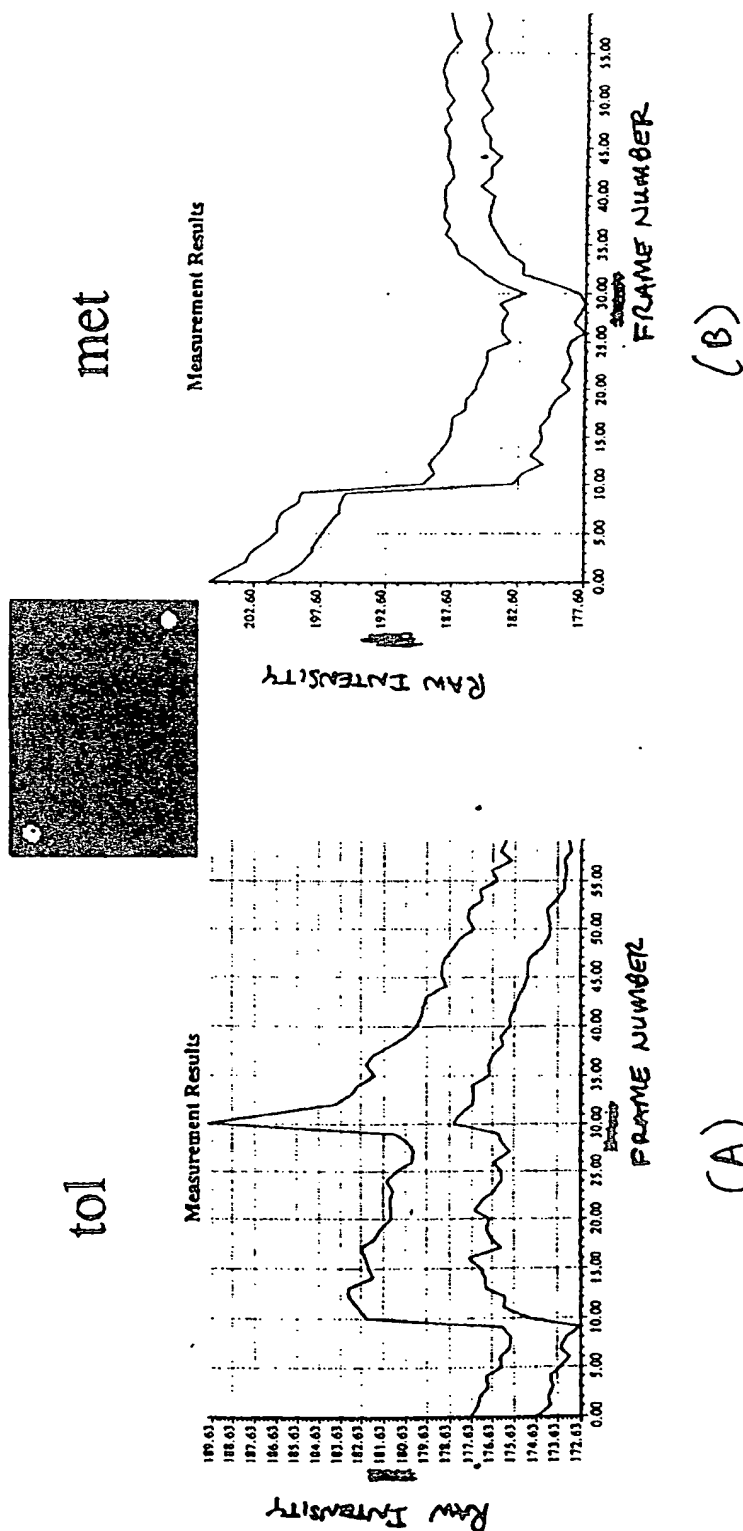 tol
met
Measurement Results
189.63
188.63
187.63
186.63
185.63
184.63
183.63
182.63
181.63
180.63
179.63
178.63
177.63
176.63
175.63
174.63
173.63
172.63
RAW INTENSITY
0.00 5.00 10.00 15.00 20.00 25.00 30.00 35.00 40.00 45.00 50.00 55.00
FRAME NUMBER
(A)
Measurement Results
202.60
197.60
192.60
187.60
182.60
177.60
RAW INTENSITY
0.00 5.00 10.00 15.00 20.00 25.00 30.00 35.00 40.00 45.00 50.00 55.00
FRAME NUMBER
(B)